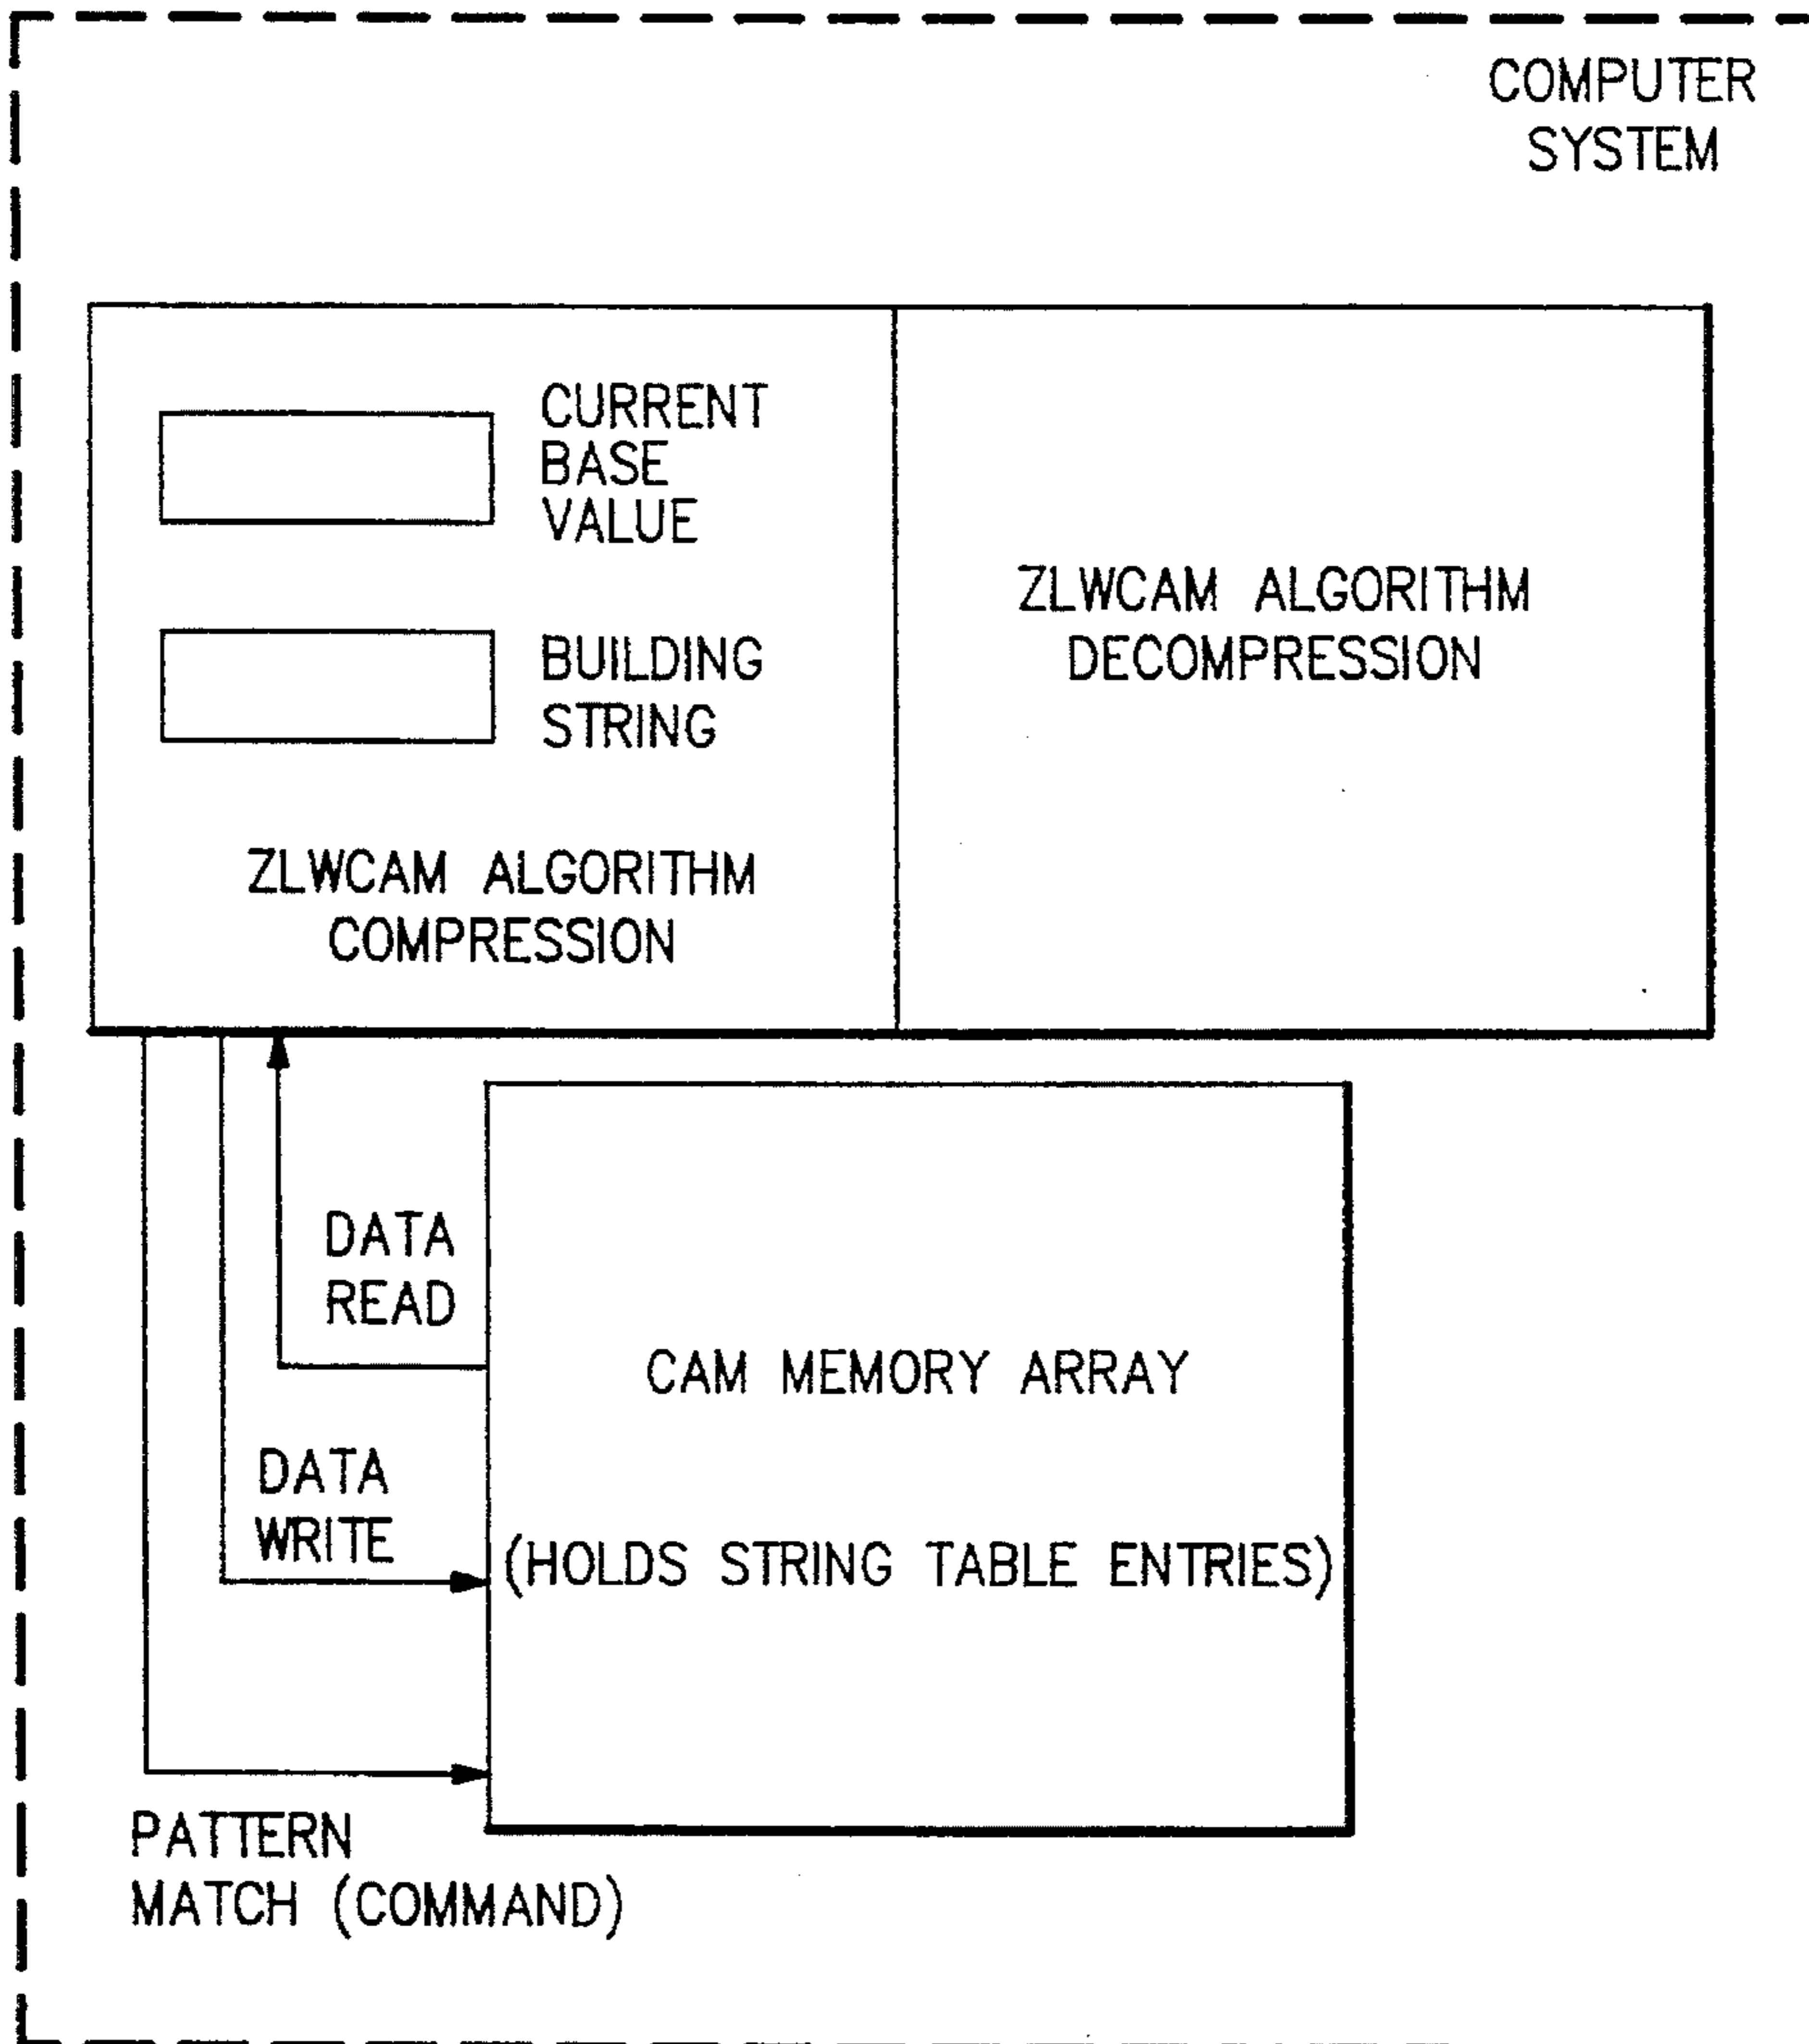 COMPUTER
SYSTEM
CURRENT
BASE
VALUE
BUILDING
STRING
ZLWCAM ALGORITHM
COMPRESSION
ZLWCAM ALGORITHM
DECOMPRESSION
DATA
READ
CAM MEMORY ARRAY
DATA
WRITE
(HOLDS STRING TABLE ENTRIES)
PATTERN
MATCH (COMMAND)